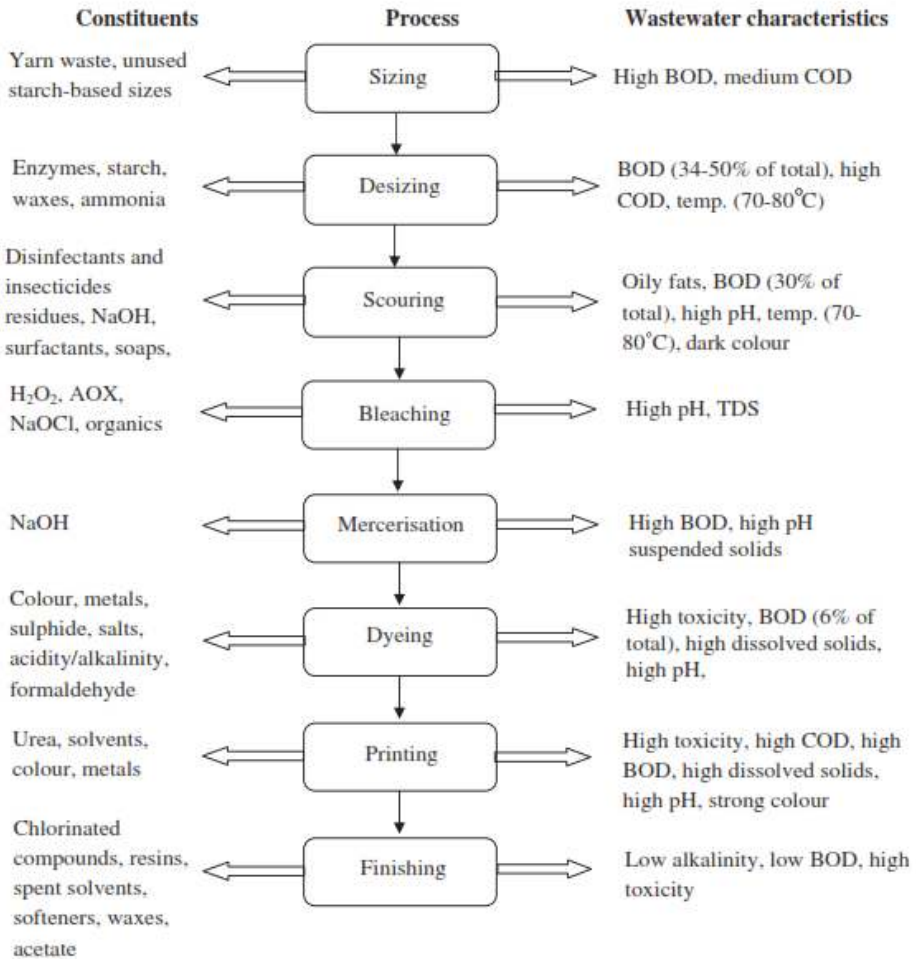 Constituents
Process
Wastewater characteristics
Yarn waste, unused
starch-based sizes
Sizing
High BOD, medium COD
Enzymes, starch,
waxes, ammonia
Desizing
BOD (34-50% of total), high
COD, temp. (70-80°C)
Disinfectants and
insecticides
residues, NaOH,
surfactants, soaps,
Scouring
Oily fats, BOD (30% of
total), high pH, temp. (70-
80°C), dark colour
H₂O₂, AOX,
NaOCl, organics
Bleaching
High pH, TDS
NaOH
Mercerisation
High BOD, high pH
suspended solids
Colour, metals,
sulphide, salts,
acidity/alkalinity,
formaldehyde
Dyeing
High toxicity, BOD (6% of
total), high dissolved solids,
high pH,
Urea, solvents,
colour, metals
Printing
High toxicity, high COD, high
BOD, high dissolved solids,
high pH, strong colour
Chlorinated
compounds, resins,
spent solvents,
softeners, waxes,
acetate
Finishing
Low alkalinity, low BOD, high
toxicity